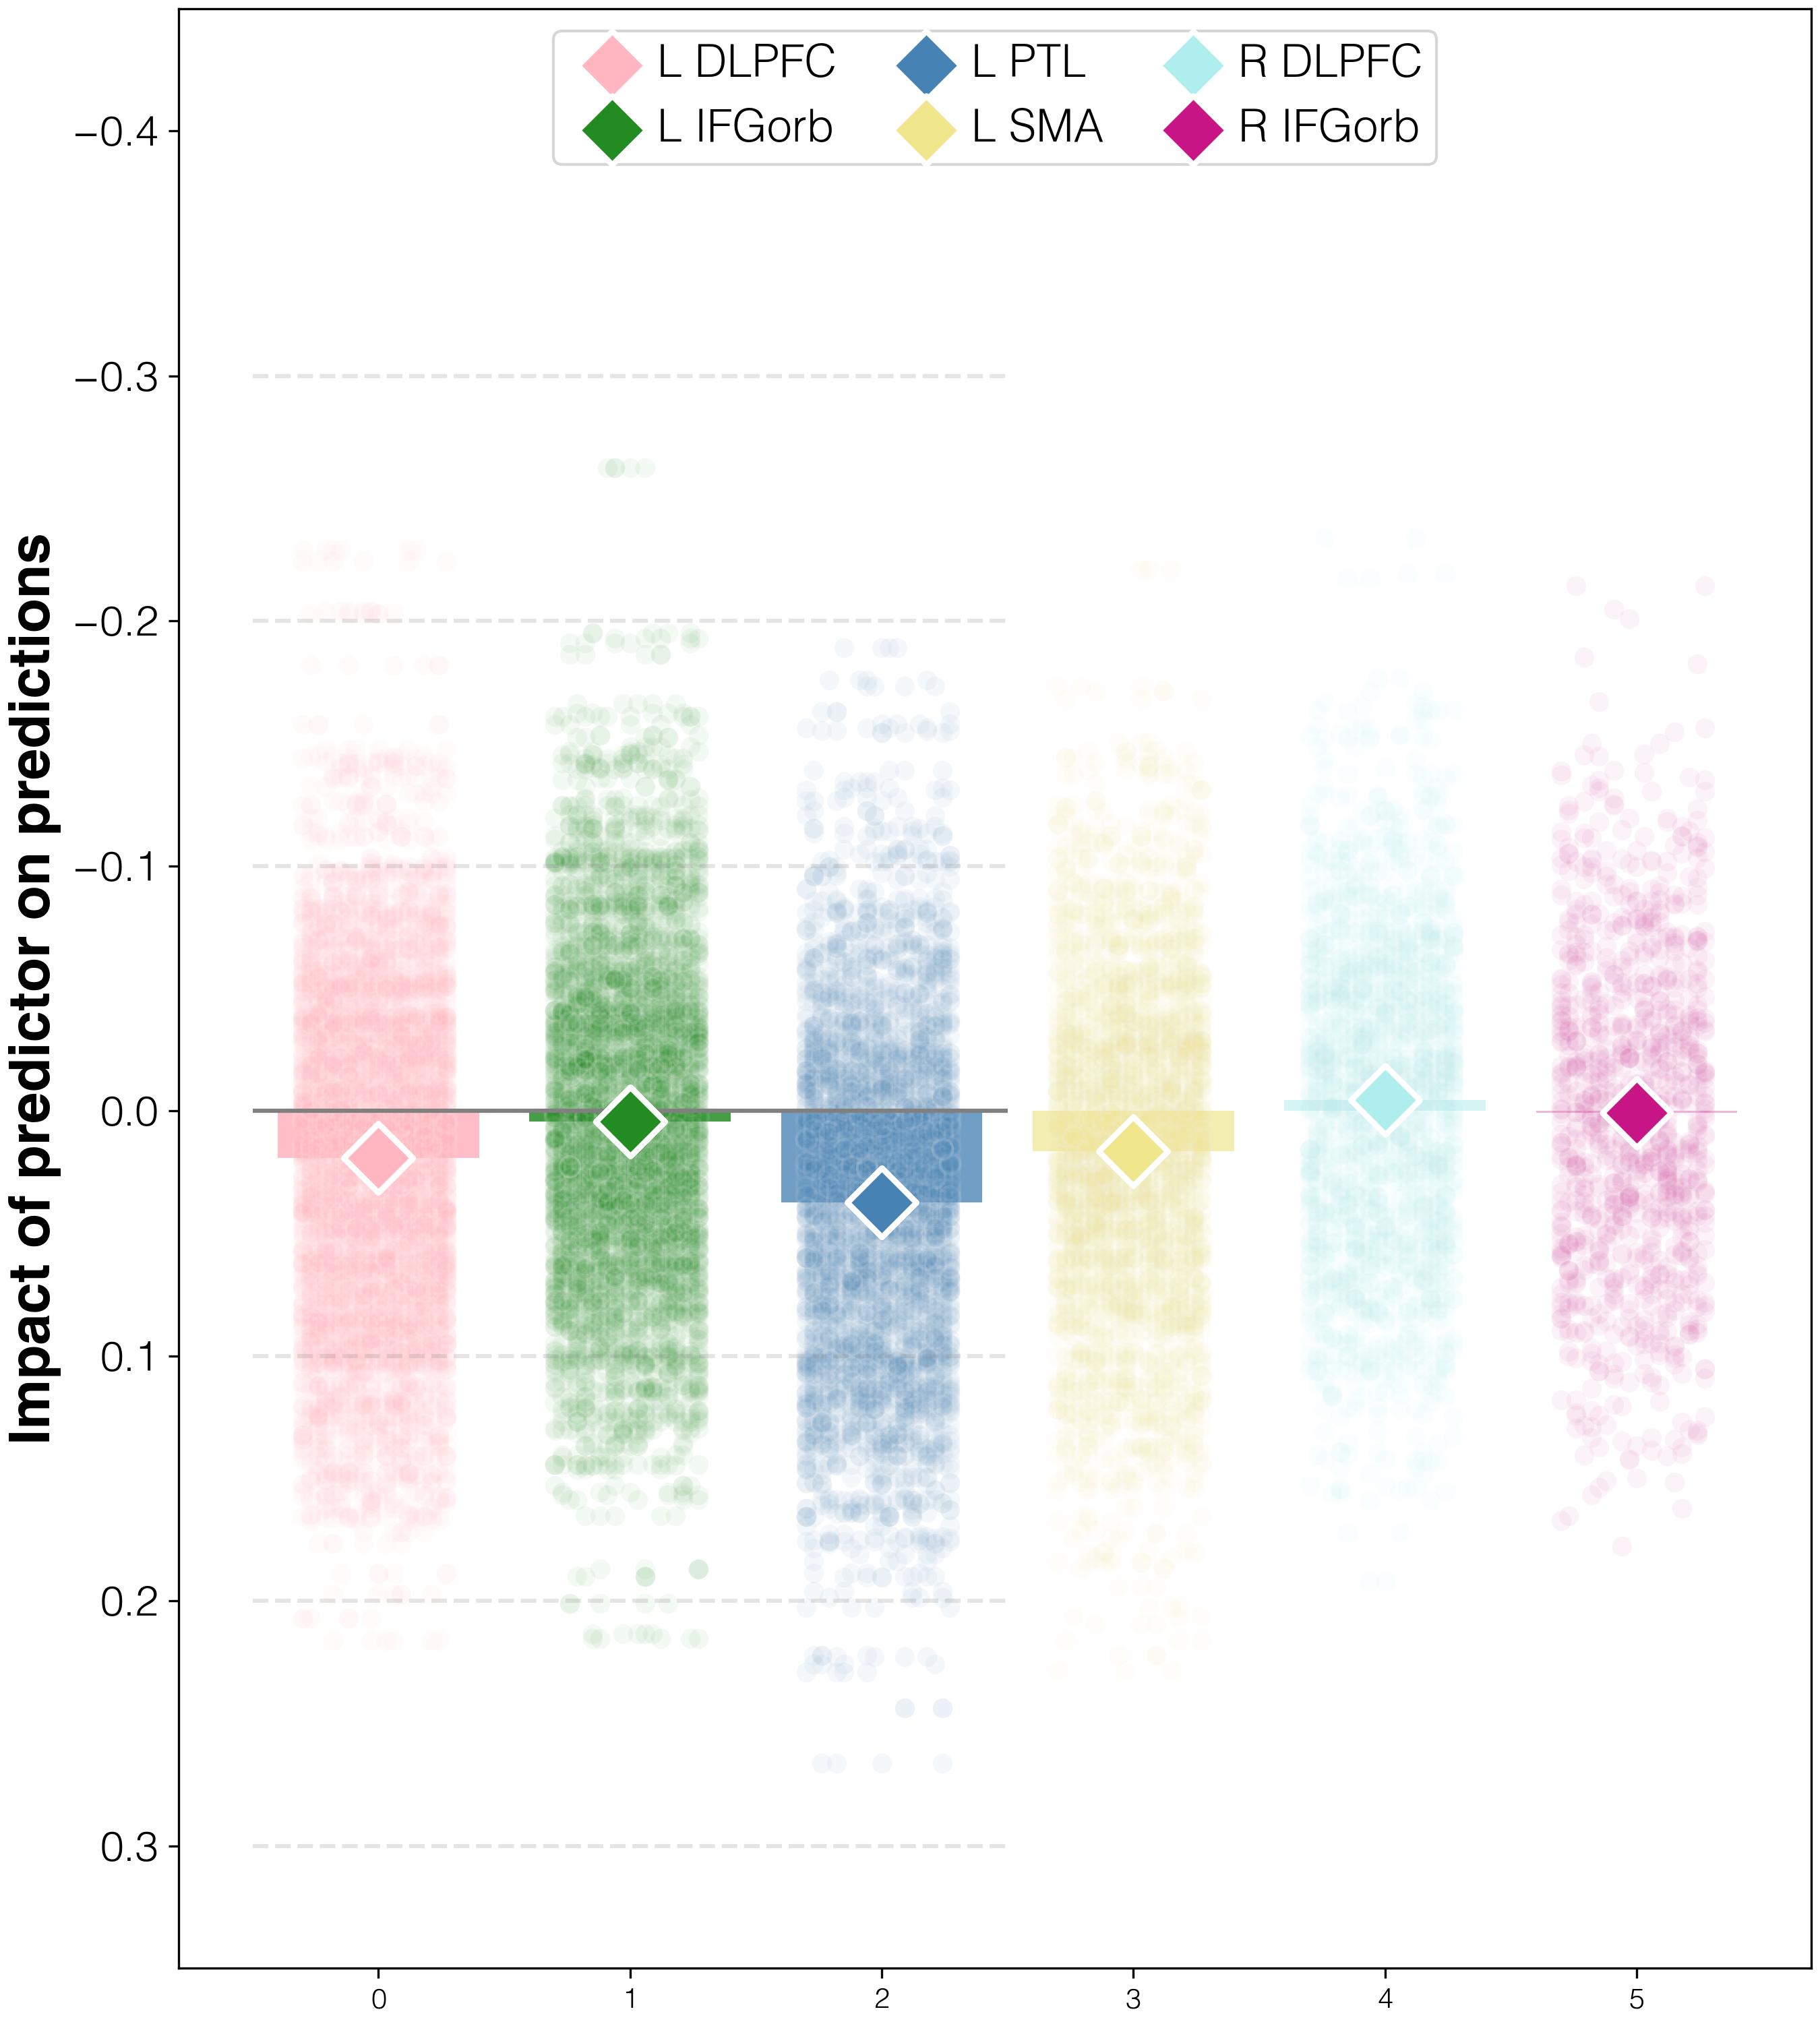 L DLPFC
L PTL
R DLPFC
L IFGorb
L SMA
R IFGorb
Impact of predictor on predictions
−0.4
−0.3
−0.2
−0.1
0.0
0.1
0.2
0.3
0 1 2 3 4 5